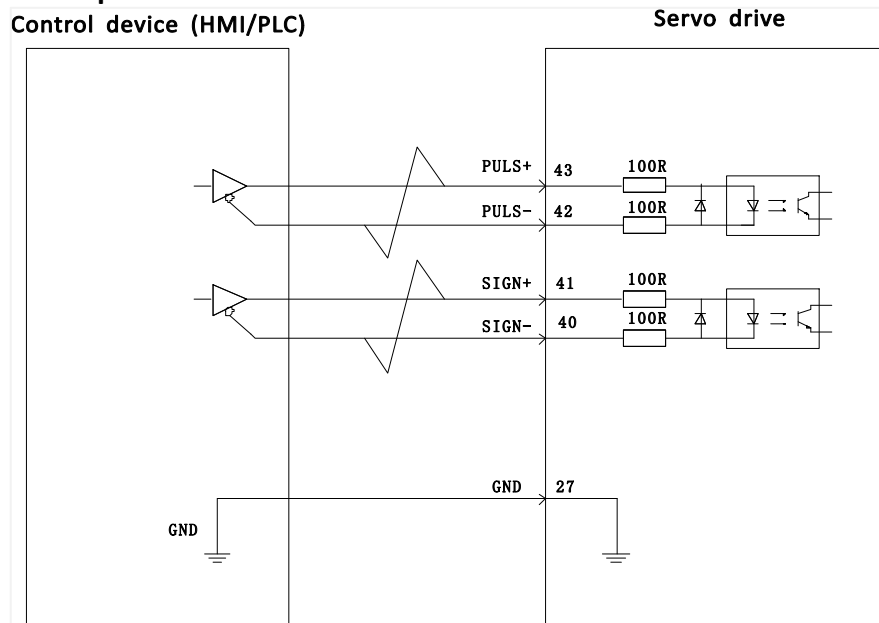 Control device (HMI/PLC)
Servo drive
PULS+ 43 100R
PULS- 42 100R
SIGN+ 41 100R
SIGN- 40 100R
GND 27
GND